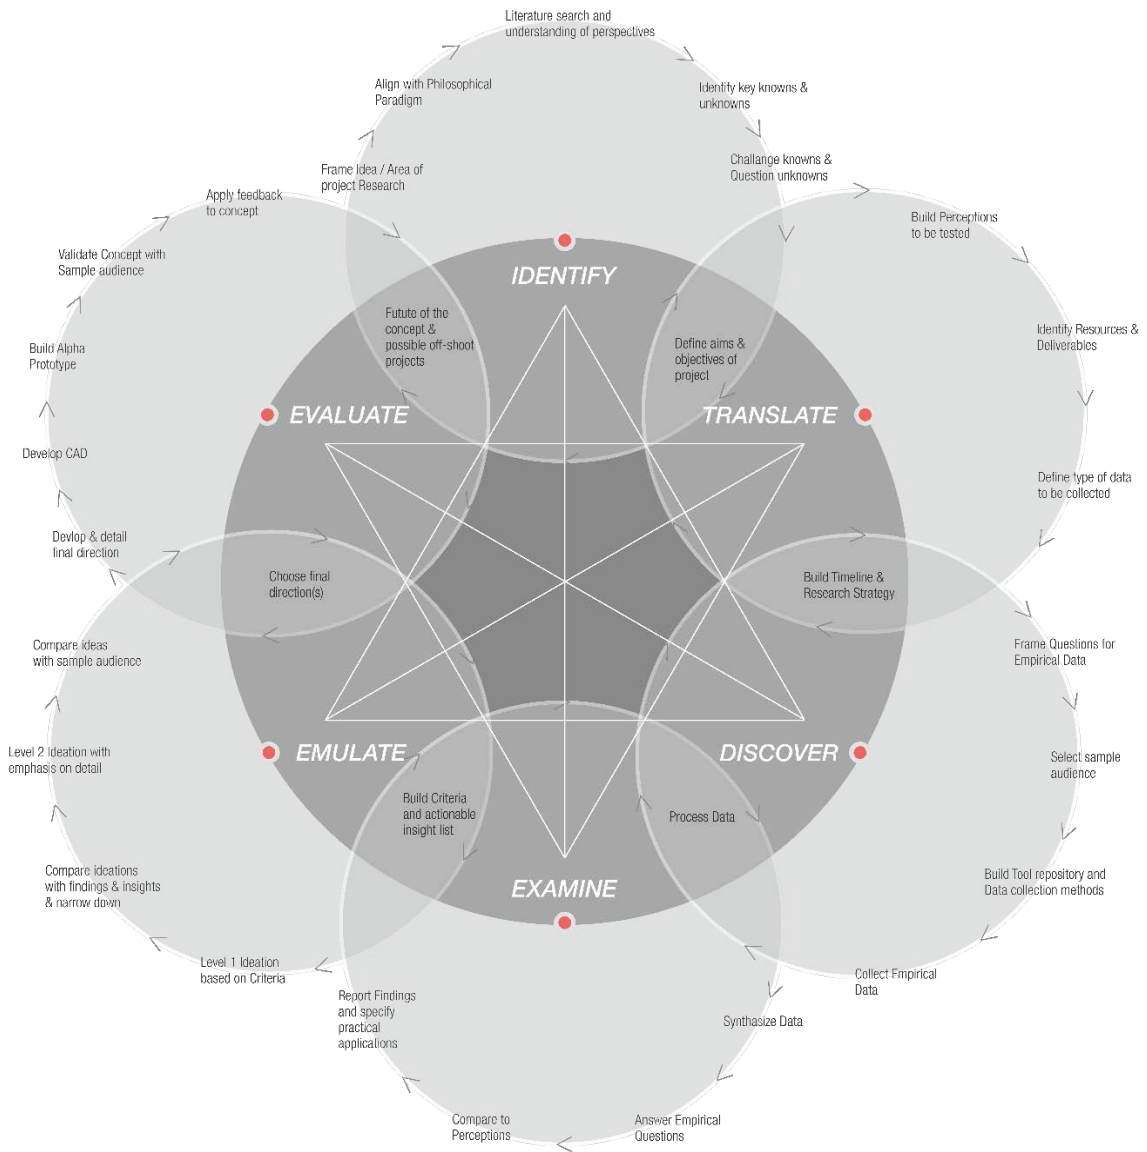 Literature search and
understanding of perspectives
Align with Philosophical
Paradigm
Identify key knowns &
unknowns
Frame Idea / Area of
project Research
Challange knowns &
Question unknowns
Apply feedback
to concept
Build Perceptions
to be tested
Validate Concept with
Sample audience
IDENTIFY
Futute of the
concept &
possible off-shoot
projects
Define aims &
objectives of
project
Identify Resources &
Deliverables
Build Alpha
Prototype
EVALUATE
TRANSLATE
Develop CAD
Define type of data
to be collected
Devlop & detail
final direction
Choose final
direction(s)
Build Timeline &
Research Strategy
Compare ideas
with sample audience
Frame Questions for
Empirical Data
Level 2 Ideation with
emphasis on detail
EMULATE
DISCOVER
Select sample
audience
Build Criteria
and actionable
insight list
Process Data
Compare ideations
with findings & insights
& narrow down
EXAMINE
Build Tool repository and
Data collection methods
Level 1 Ideation
based on Criteria
Collect Empirical
Data
Report Findings
and specify
practical
applications
Synthasize Data
Compare to
Perceptions
Answer Empirical
Questions